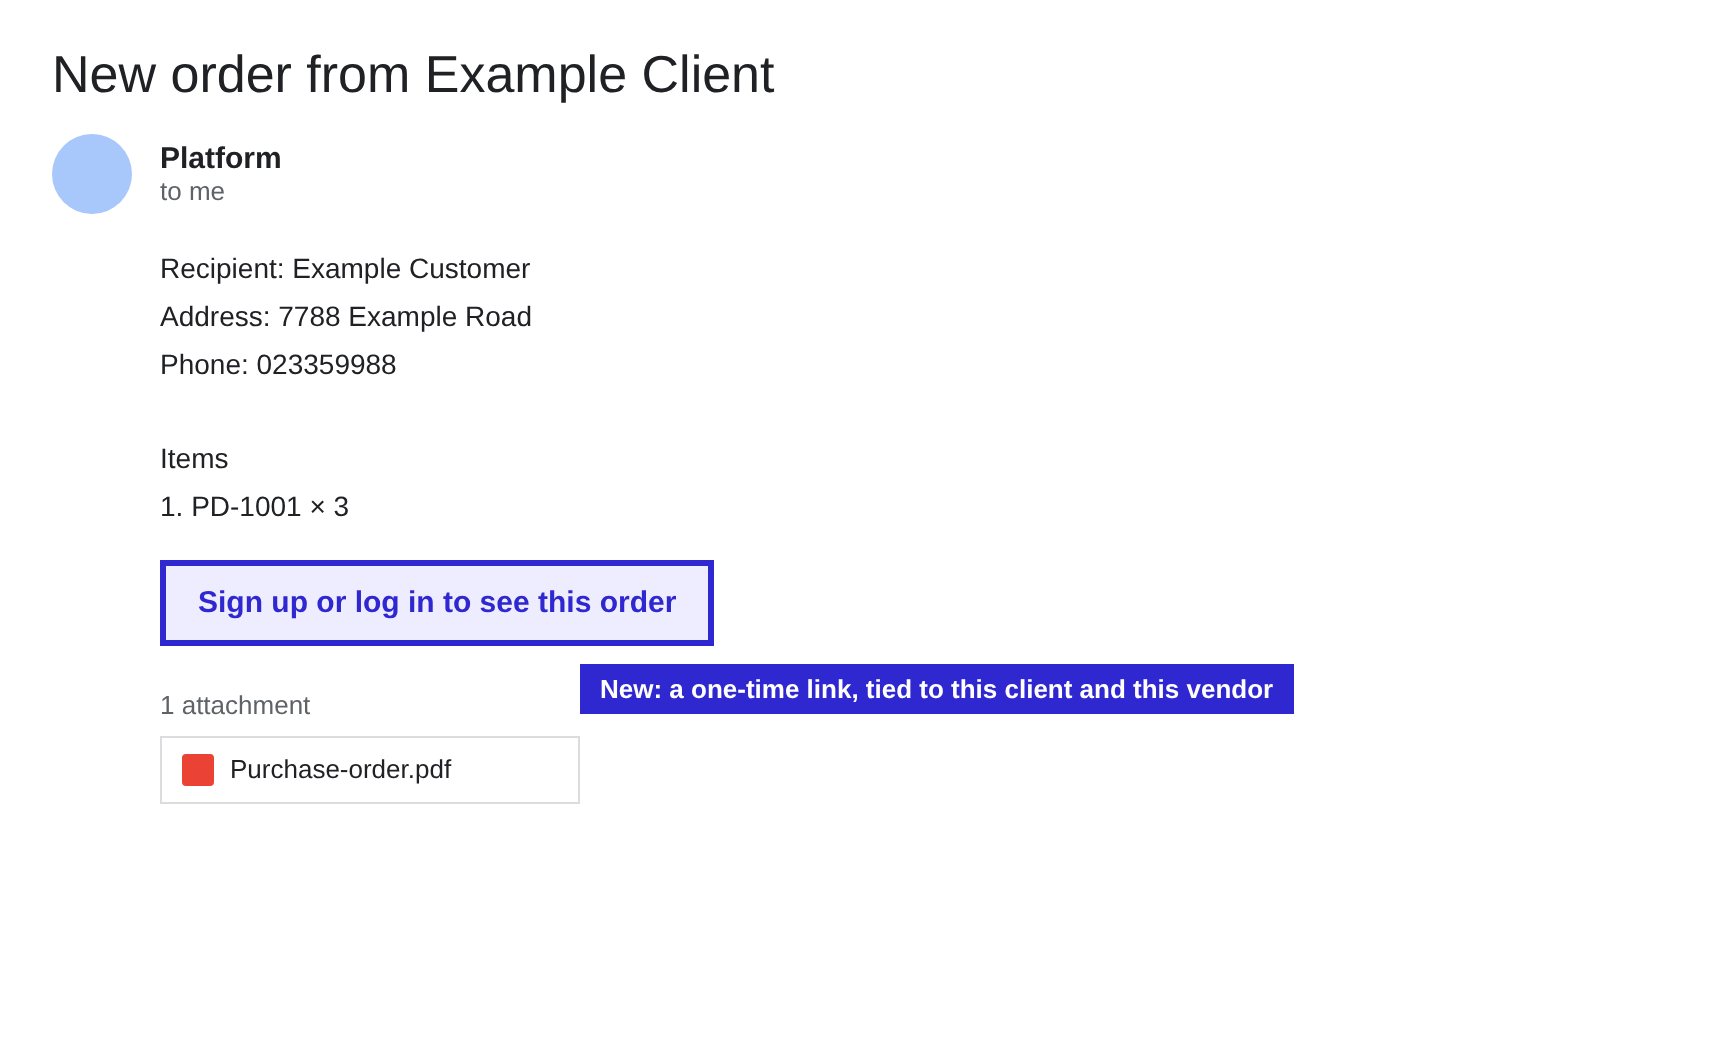 New order from Example Client
Platform
to me
Recipient: Example Customer
Address: 7788 Example Road
Phone: 023359988
Items
1. PD-1001 × 3
Sign up or log in to see this order
New: a one-time link, tied to this client and this vendor
1 attachment
Purchase-order.pdf